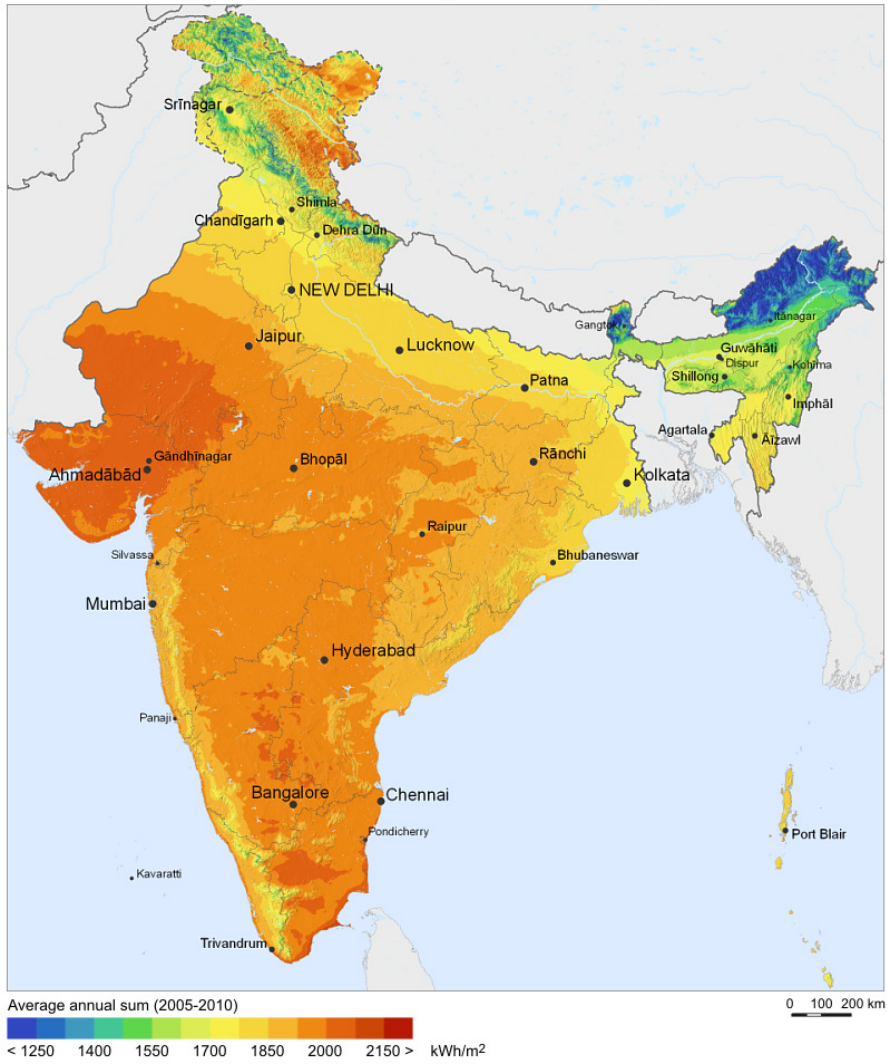 Srīnagar
Shimla
Chandīgarh
Dehra Dūn
NEW DELHI
Gangtok
Itānagar
Jaipur
Lucknow
Guwāhāti
Dispur
Kohīma
Shillong
Patna
Imphāl
Agartala
Āīzawl
Gāndhīnagar
Ahmadābād
Bhopāl
Rānchi
Kolkata
Raipur
Silvassa
Bhubaneswar
Mumbai
Hyderabad
Panaji
Bangalore
Chennai
Pondicherry
Port Blair
Kavaratti
Trivandrum
Average annual sum (2005-2010)
0 100 200 km
< 1250 1400 1550 1700 1850 2000 2150 > kWh/m2